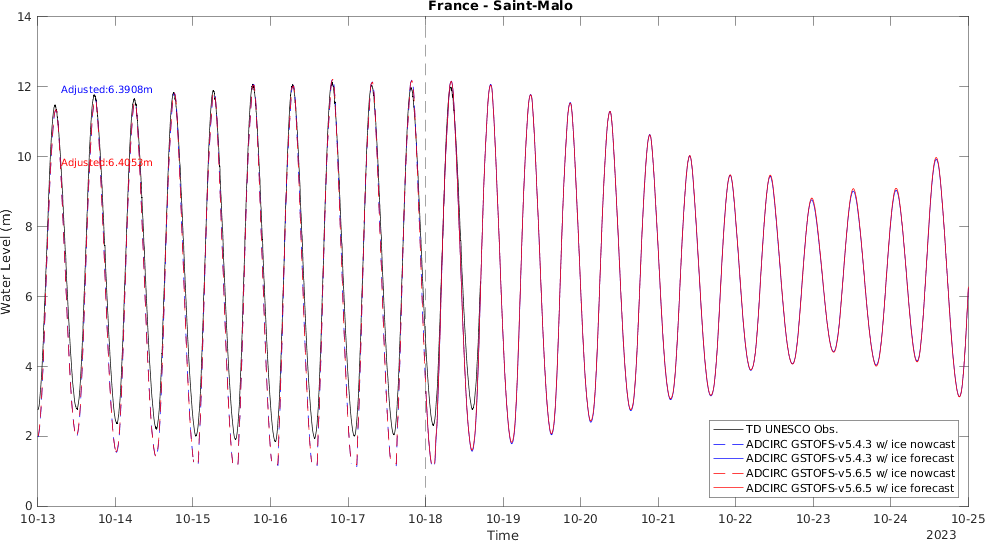 France - Saint-Malo
14
12
10
8
6
4
2
0
Water Level (m)
Adjusted:6.3908m
Adjusted:6.4053m
TD UNESCO Obs.
ADCIRC GSTOFS-v5.4.3 w/ ice nowcast
ADCIRC GSTOFS-v5.4.3 w/ ice forecast
ADCIRC GSTOFS-v5.6.5 w/ ice nowcast
ADCIRC GSTOFS-v5.6.5 w/ ice forecast
10-13 10-14 10-15 10-16 10-17 10-18 10-19 10-20 10-21 10-22 10-23 10-24 10-25
Time
2023